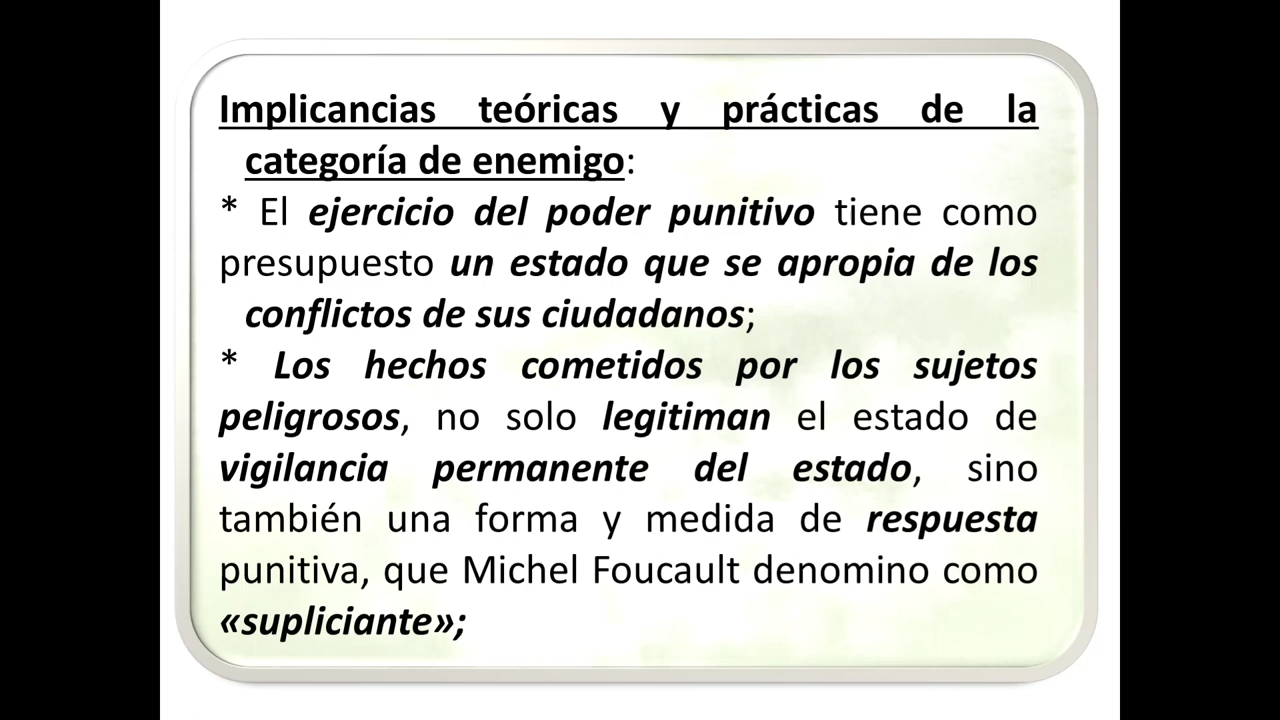 Implicancias teóricas y prácticas de la
categoría de enemigo:
* El ejercicio del poder punitivo tiene como
presupuesto un estado que se apropia de los
conflictos de sus ciudadanos;
* Los hechos cometidos por los sujetos
peligrosos, no solo legitiman el estado de
vigilancia permanente del estado, sino
también una forma y medida de respuesta
punitiva, que Michel Foucault denomino como
«supliciante»;